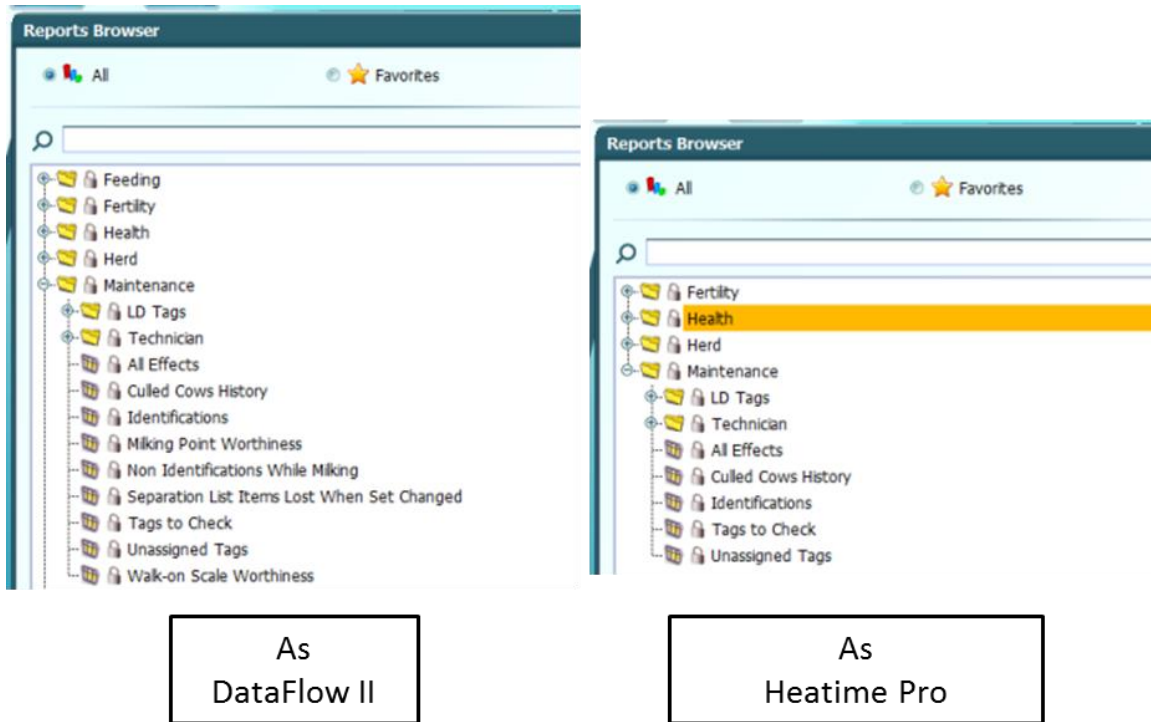 Reports Browser
All
Favorites
Feeding
Fertility
Health
Herd
Maintenance
LD Tags
Technician
All Effects
Culled Cows History
Identifications
Milking Point Worthiness
Non Identifications While Milking
Separation List Items Lost When Set Changed
Tags to Check
Unassigned Tags
Walk-on Scale Worthiness
As
DataFlow II
Reports Browser
All
Favorites
Fertility
Health
Herd
Maintenance
LD Tags
Technician
All Effects
Culled Cows History
Identifications
Tags to Check
Unassigned Tags
As
Heatime Pro